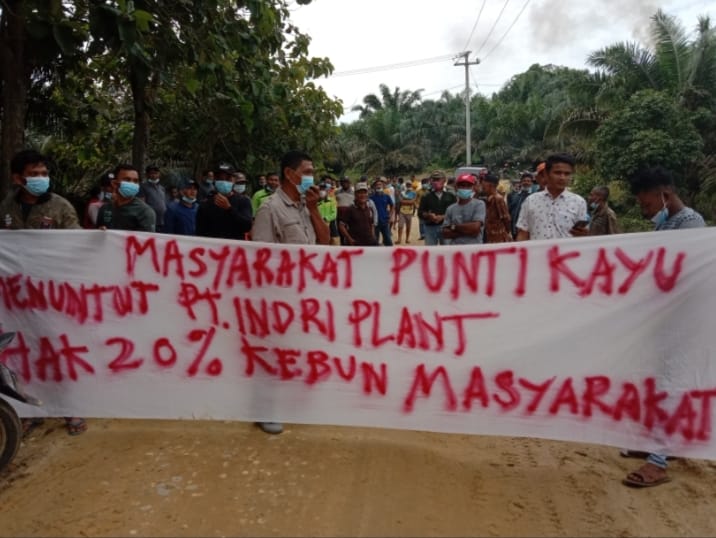 MASYARAKAT PUNTI KAYU
MENUNTUT PT. INDRI PLANT
HAK 20% KEBUN MASYARAKAT